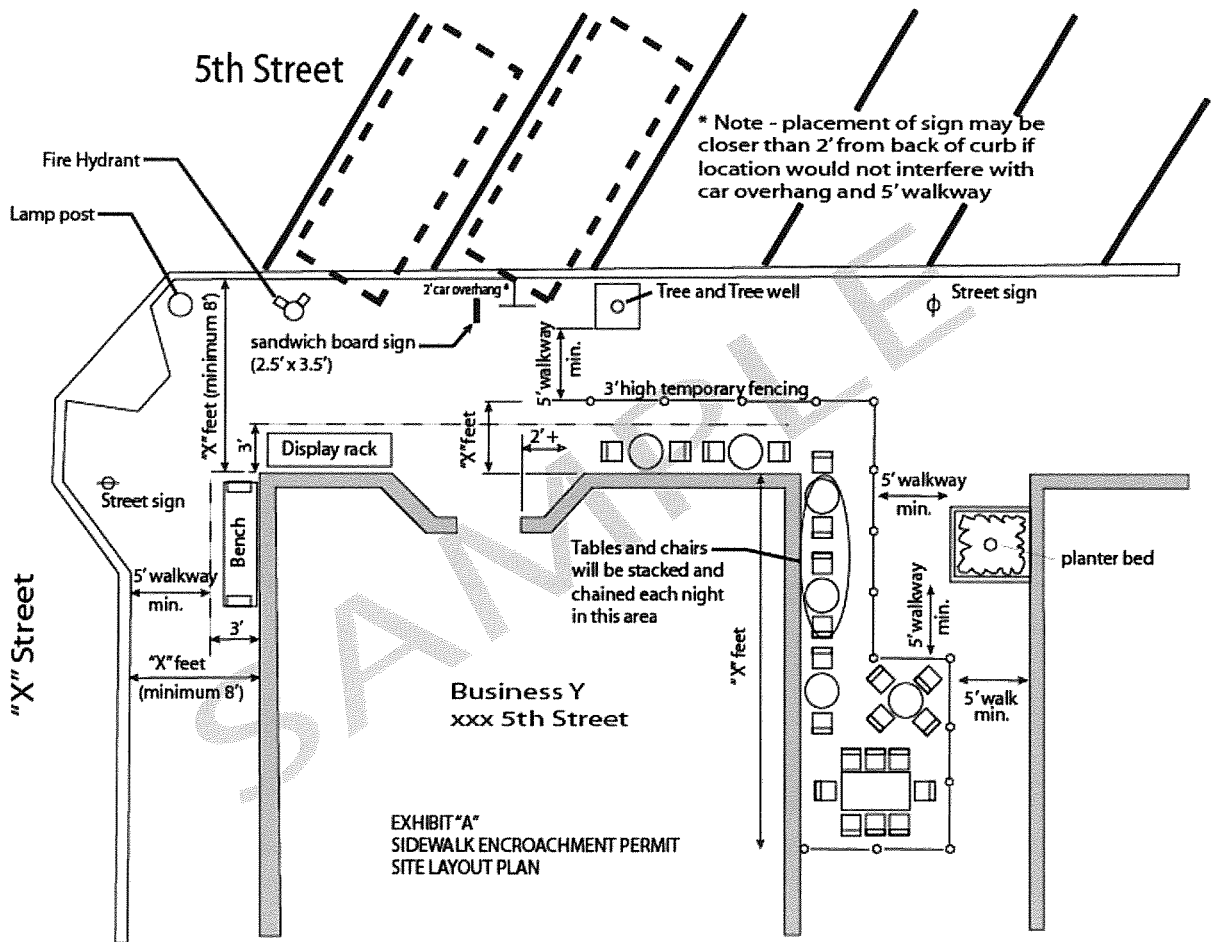 5th Street
* Note - placement of sign may be
closer than 2' from back of curb if
location would not interfere with
car overhang and 5' walkway
Fire Hydrant
Lamp post
2' car overhang *
Tree and Tree well
Street sign
sandwich board sign
(2.5' x 3.5')
"X" feet (minimum 8')
5' walkway
min.
3' high temporary fencing
"X" feet
2' +
3'
Display rack
Street sign
Bench
5' walkway
min.
5' walkway
min.
planter bed
Tables and chairs
will be stacked and
chained each night
in this area
5' walkway
min.
3'
"X" feet
(minimum 8')
"X" Street
"X" feet
Business Y
xxx 5th Street
5' walk
min.
EXHIBIT "A"
SIDEWALK ENCROACHMENT PERMIT
SITE LAYOUT PLAN
SAMPLE